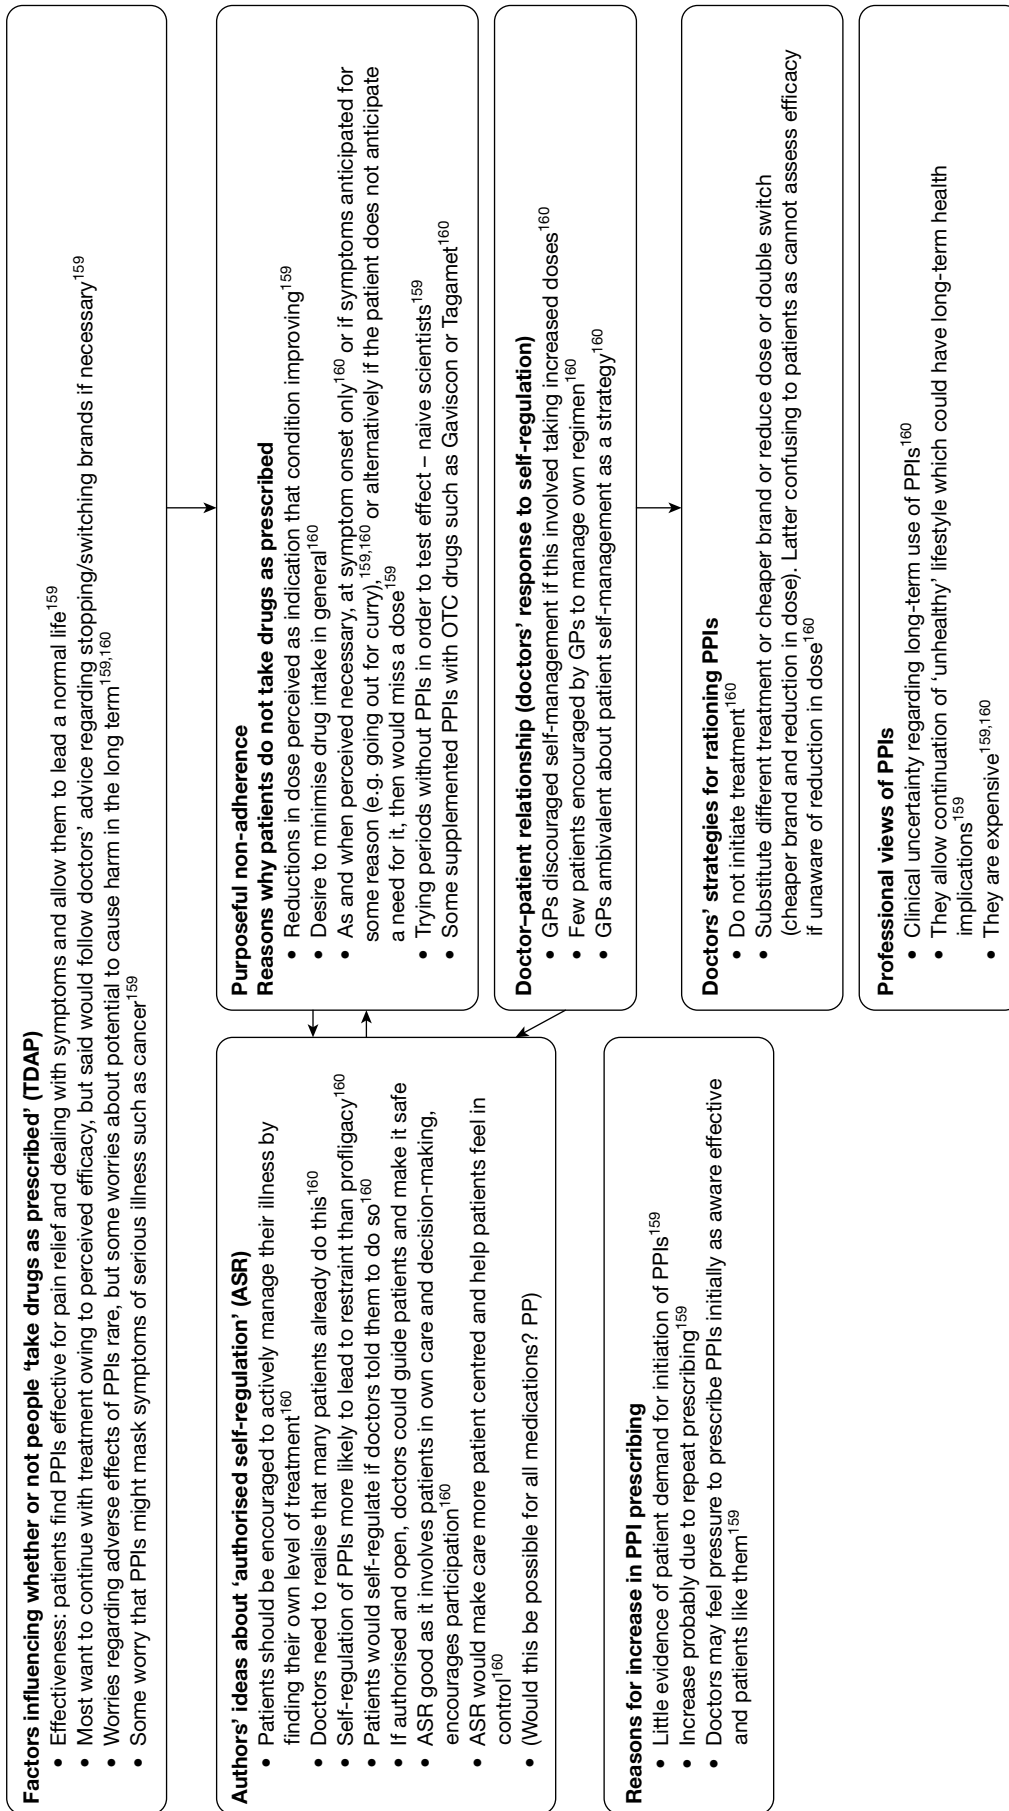 Factors influencing whether or not people ‘take drugs as prescribed’ (TDAP)
• Effectiveness: patients find PPIs effective for pain relief and dealing with symptoms and allow them to lead a normal life159
• Most want to continue with treatment owing to perceived efficacy, but said would follow doctors’ advice regarding stopping/switching brands if necessary159
• Worries regarding adverse effects of PPIs rare, but some worries about potential to cause harm in the long term159,160
• Some worry that PPIs might mask symptoms of serious illness such as cancer159
Authors’ ideas about ‘authorised self-regulation’ (ASR)
• Patients should be encouraged to actively manage their illness by
finding their own level of treatment160
• Doctors need to realise that many patients already do this160
• Self-regulation of PPIs more likely to lead to restraint than profligacy160
• Patients would self-regulate if doctors told them to do so160
• If authorised and open, doctors could guide patients and make it safe
• ASR good as it involves patients in own care and decision-making,
encourages participation160
• ASR would make care more patient centred and help patients feel in
control160
• (Would this be possible for all medications? PP)
Purposeful non-adherence
Reasons why patients do not take drugs as prescribed
• Reductions in dose perceived as indication that condition improving159
• Desire to minimise drug intake in general160
• As and when perceived necessary, at symptom onset only160 or if symptoms anticipated for
some reason (e.g. going out for curry),159,160 or alternatively if the patient does not anticipate
a need for it, then would miss a dose159
• Trying periods without PPIs in order to test effect – naive scientists159
• Some supplemented PPIs with OTC drugs such as Gaviscon or Tagamet160
Doctor–patient relationship (doctors’ response to self-regulation)
• GPs discouraged self-management if this involved taking increased doses160
• Few patients encouraged by GPs to manage own regimen160
• GPs ambivalent about patient self-management as a strategy160
Reasons for increase in PPI prescribing
• Little evidence of patient demand for initiation of PPIs159
• Increase probably due to repeat prescribing159
• Doctors may feel pressure to prescribe PPIs initially as aware effective
and patients like them159
Doctors’ strategies for rationing PPIs
• Do not initiate treatment160
• Substitute different treatment or cheaper brand or reduce dose or double switch
(cheaper brand and reduction in dose). Latter confusing to patients as cannot assess efficacy
if unaware of reduction in dose160
Professional views of PPIs
• Clinical uncertainty regarding long-term use of PPIs160
• They allow continuation of ‘unhealthy’ lifestyle which could have long-term health
implications159
• They are expensive159,160